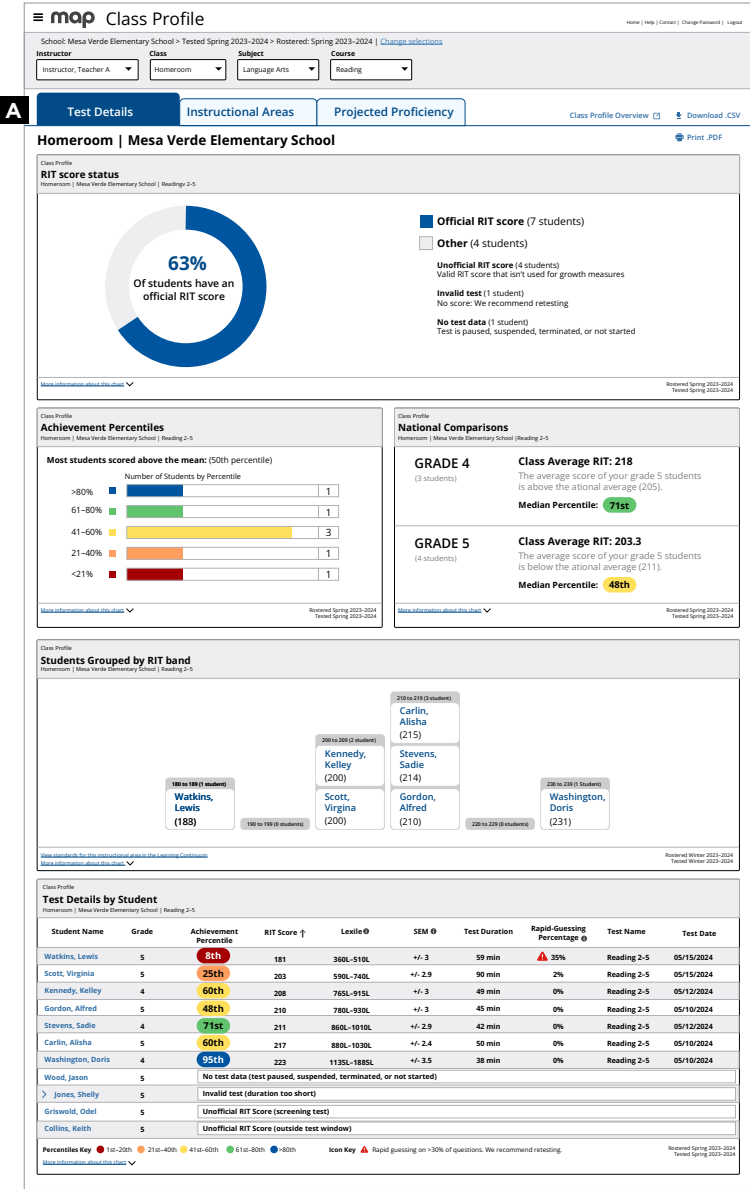 ≡ map Class Profile
Home | Help | Contact | Change Password | Logout
School: Mesa Verde Elementary School > Tested Spring 2023–2024 > Rostered: Spring 2023–2024 | Change selections
Instructor Class Subject Course
Instructor, Teacher A Homeroom Language Arts Reading
A
Test Details Instructional Areas Projected Proficiency
Class Profile Overview Download .CSV
Homeroom | Mesa Verde Elementary School
Print .PDF
Class Profile
RIT score status
Homeroom | Mesa Verde Elementary School | Readingv 2–5
63%
Of students have an
official RIT score
Official RIT score (7 students)
Other (4 students)
Unofficial RIT score (4 students)
Valid RIT score that isn't used for growth measures
Invalid test (1 student)
No score: We recommend retesting
No test data (1 student)
Test is paused, suspended, terminated, or not started
More information about this chart
Rostered Spring 2023–2024
Tested Spring 2023–2024
Class Profile
Achievement Percentiles
Homeroom | Mesa Verde Elementary School | Reading 2–5
Most students scored above the mean: (50th percentile)
Number of Students by Percentile
>80% 1
61–80% 1
41–60% 3
21–40% 1
<21% 1
More information about this chart
Rostered Spring 2023–2024
Tested Spring 2023–2024
Class Profile
National Comparisons
Homeroom | Mesa Verde Elementary School |Reading 2–5
GRADE 4
(3 students)
Class Average RIT: 218
The average score of your grade 5 students
is above the ational average (205).
Median Percentile: 71st
GRADE 5
(4 students)
Class Average RIT: 203.3
The average score of your grade 5 students
is below the ational average (211).
Median Percentile: 48th
More information about this chart
Rostered Spring 2023–2024
Tested Spring 2023–2024
Class Profile
Students Grouped by RIT band
Homeroom | Mesa Verde Elementary School | Reading 2–5
180 to 189 (1 student)
Watkins,
Lewis
(188)
190 to 199 (0 students)
200 to 209 (2 student)
Kennedy,
Kelley
(200)
Scott,
Virgina
(200)
210 to 219 (3 student)
Carlin,
Alisha
(215)
Stevens,
Sadie
(214)
Gordon,
Alfred
(210)
220 to 229 (0 students)
230 to 239 (1 Student)
Washington,
Doris
(231)
View standards for this instructional area in the Learning Continuum
More information about this chart
Rostered Winter 2023–2024
Tested Winter 2023–2024
Class Profile
Test Details by Student
Homeroom | Mesa Verde Elementary School | Reading 2–5
Student Name Grade Achievement Percentile RIT Score ↑ Lexile SEM Test Duration Rapid-Guessing Percentage Test Name Test Date
Watkins, Lewis 5 8th 181 360L–510L +/- 3 59 min 35% Reading 2–5 05/15/2024
Scott, Virginia 5 25th 203 590L–740L +/- 2.9 90 min 2% Reading 2–5 05/15/2024
Kennedy, Kelley 4 60th 208 765L–915L +/- 3 49 min 0% Reading 2–5 05/12/2024
Gordon, Alfred 5 48th 210 780L–930L +/- 3 45 min 0% Reading 2–5 05/10/2024
Stevens, Sadie 4 71st 211 860L–1010L +/- 2.9 42 min 0% Reading 2–5 05/12/2024
Carlin, Alisha 5 60th 217 880L–1030L +/- 2.4 50 min 0% Reading 2–5 05/10/2024
Washington, Doris 4 95th 223 1135L–1885L +/- 3.5 38 min 0% Reading 2–5 05/10/2024
Wood, Jason 5 No test data (test paused, suspended, terminated, or not started)
Jones, Shelly 5 Invalid test (duration too short)
Griswold, Odel 5 Unofficial RIT Score (screening test)
Collins, Keith 5 Unofficial RIT Score (outside test window)
Percentiles Key 1st–20th 21st–40th 41st–60th 61st–80th >80th Icon Key Rapid guessing on >30% of questions. We recommend retesting.
More information about this chart
Rostered Spring 2023–2024
Tested Spring 2023–2024